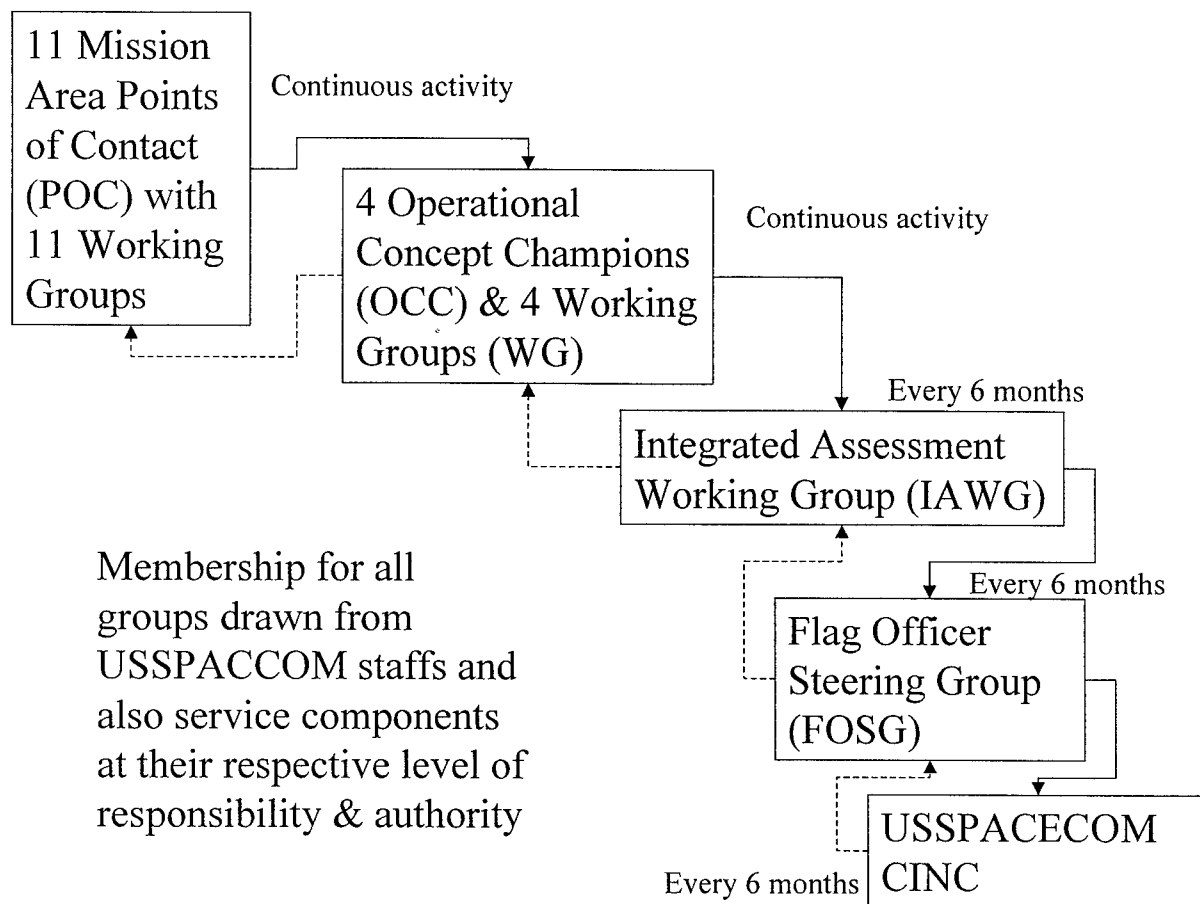 11 Mission
Area Points
of Contact
(POC) with
11 Working
Groups
Continuous activity
4 Operational
Concept Champions
(OCC) & 4 Working
Groups (WG)
Continuous activity
Every 6 months
Integrated Assessment
Working Group (IAWG)
Every 6 months
Flag Officer
Steering Group
(FOSG)
Membership for all
groups drawn from
USSPACCOM staffs and
also service components
at their respective level of
responsibility & authority
USSPACECOM
CINC
Every 6 months